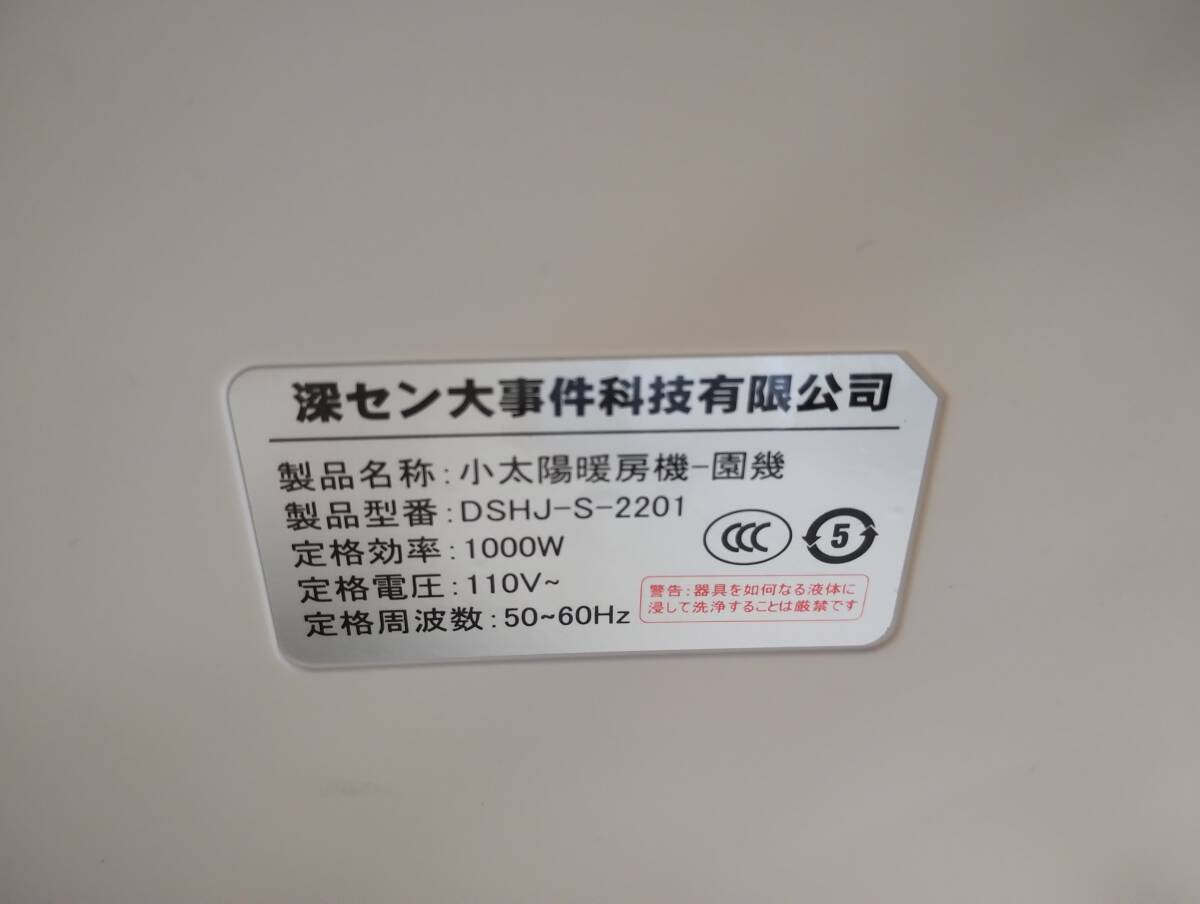 深セン大事件科技有限公司
製品名称:小太陽暖房機-園幾
製品型番:DSHJ-S-2201
定格効率:1000W
定格電圧:110V~
定格周波数:50~60Hz
CCC
5
警告:器具を如何なる液体に
浸して洗浄することは厳禁です